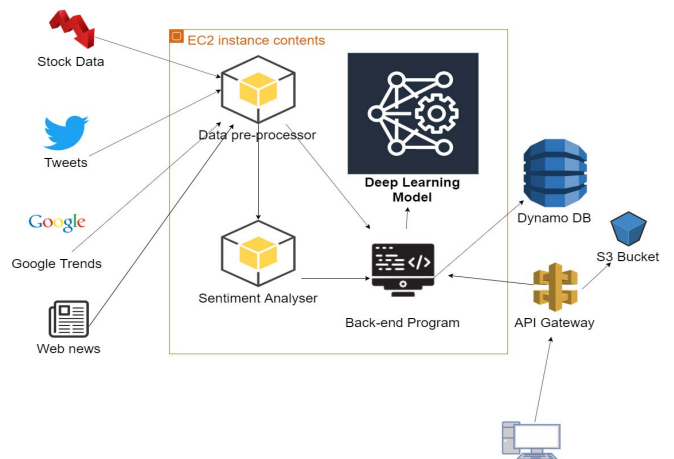 EC2 instance contents
Stock Data
Data pre-processor
Tweets
Deep Learning
Model
Google
Dynamo DB
Google Trends
S3 Bucket
Sentiment Analyser
</>
Back-end Program
API Gateway
Web news